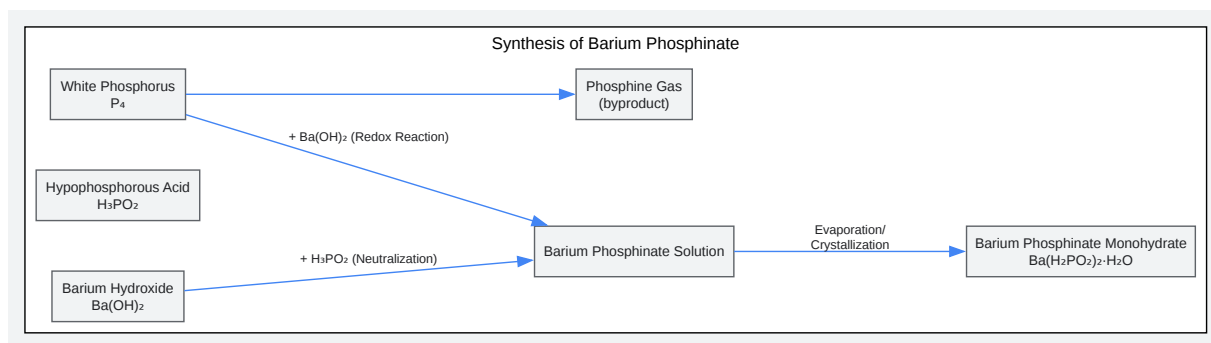 Synthesis of Barium Phosphinate
White Phosphorus
P₄
Phosphine Gas
(byproduct)
+ Ba(OH)₂ (Redox Reaction)
Hypophosphorous Acid
H₃PO₂
Barium Phosphinate Solution
Evaporation/
Crystallization
Barium Phosphinate Monohydrate
Ba(H₂PO₂)₂·H₂O
+ H₃PO₂ (Neutralization)
Barium Hydroxide
Ba(OH)₂